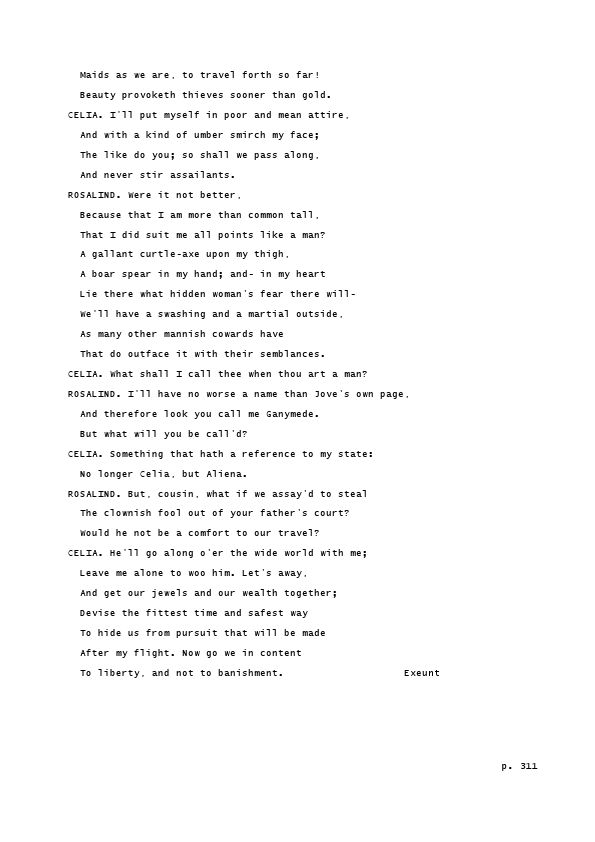 Maids as we are, to travel forth so far!
Beauty provoketh thieves sooner than gold.
CELIA. I'll put myself in poor and mean attire,
And with a kind of umber smirch my face;
The like do you; so shall we pass along,
And never stir assailants.
ROSALIND. Were it not better,
Because that I am more than common tall,
That I did suit me all points like a man?
A gallant curtle-axe upon my thigh,
A boar spear in my hand; and- in my heart
Lie there what hidden woman's fear there will-
We'll have a swashing and a martial outside,
As many other mannish cowards have
That do outface it with their semblances.
CELIA. What shall I call thee when thou art a man?
ROSALIND. I'll have no worse a name than Jove's own page,
And therefore look you call me Ganymede.
But what will you be call'd?
CELIA. Something that hath a reference to my state:
No longer Celia, but Aliena.
ROSALIND. But, cousin, what if we assay'd to steal
The clownish fool out of your father's court?
Would he not be a comfort to our travel?
CELIA. He'll go along o'er the wide world with me;
Leave me alone to woo him. Let's away,
And get our jewels and our wealth together;
Devise the fittest time and safest way
To hide us from pursuit that will be made
After my flight. Now go we in content
To liberty, and not to banishment. Exeunt
p. 311